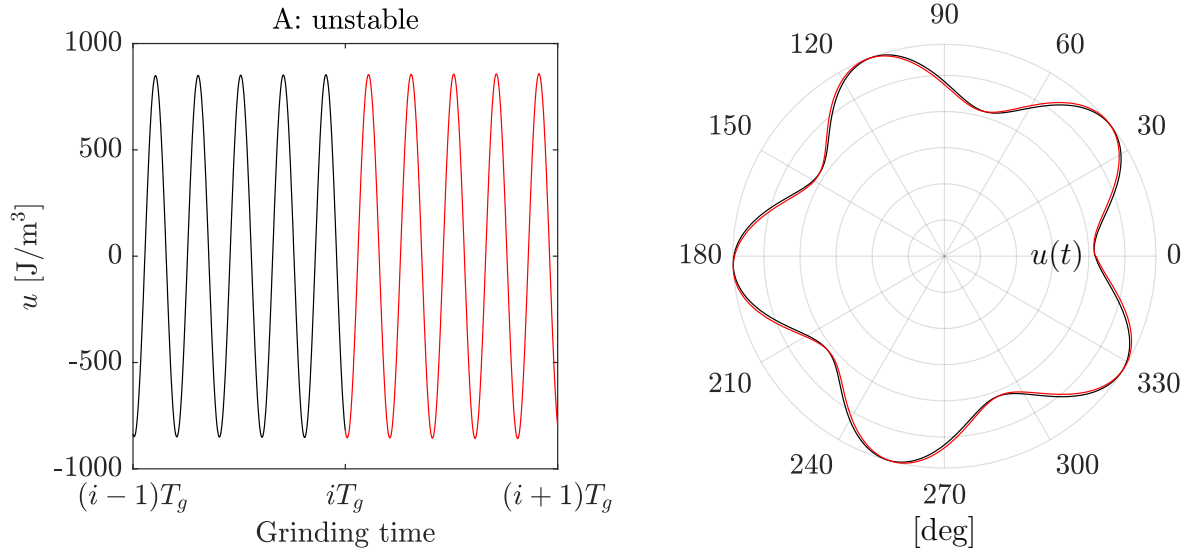 A: unstable
1000
500
0
-500
-1000
u [J/m³]
(i − 1)T_g
iT_g
(i + 1)T_g
Grinding time
90
120
60
150
30
180
u(t)
0
210
330
240
300
270
[deg]